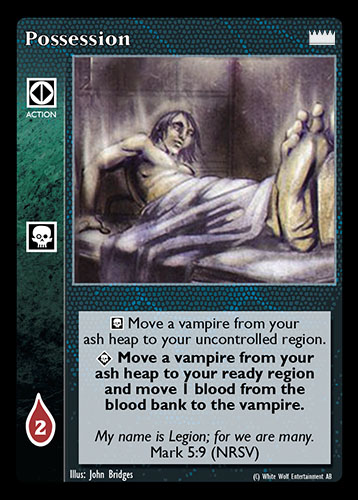 Possession
ACTION
Move a vampire from your
ash heap to your uncontrolled region.
Move a vampire from your
ash heap to your ready region
and move 1 blood from the
blood bank to the vampire.
My name is Legion; for we are many.
Mark 5:9 (NRSV)
2
Illus: John Bridges
(C) White Wolf Entertainment AB